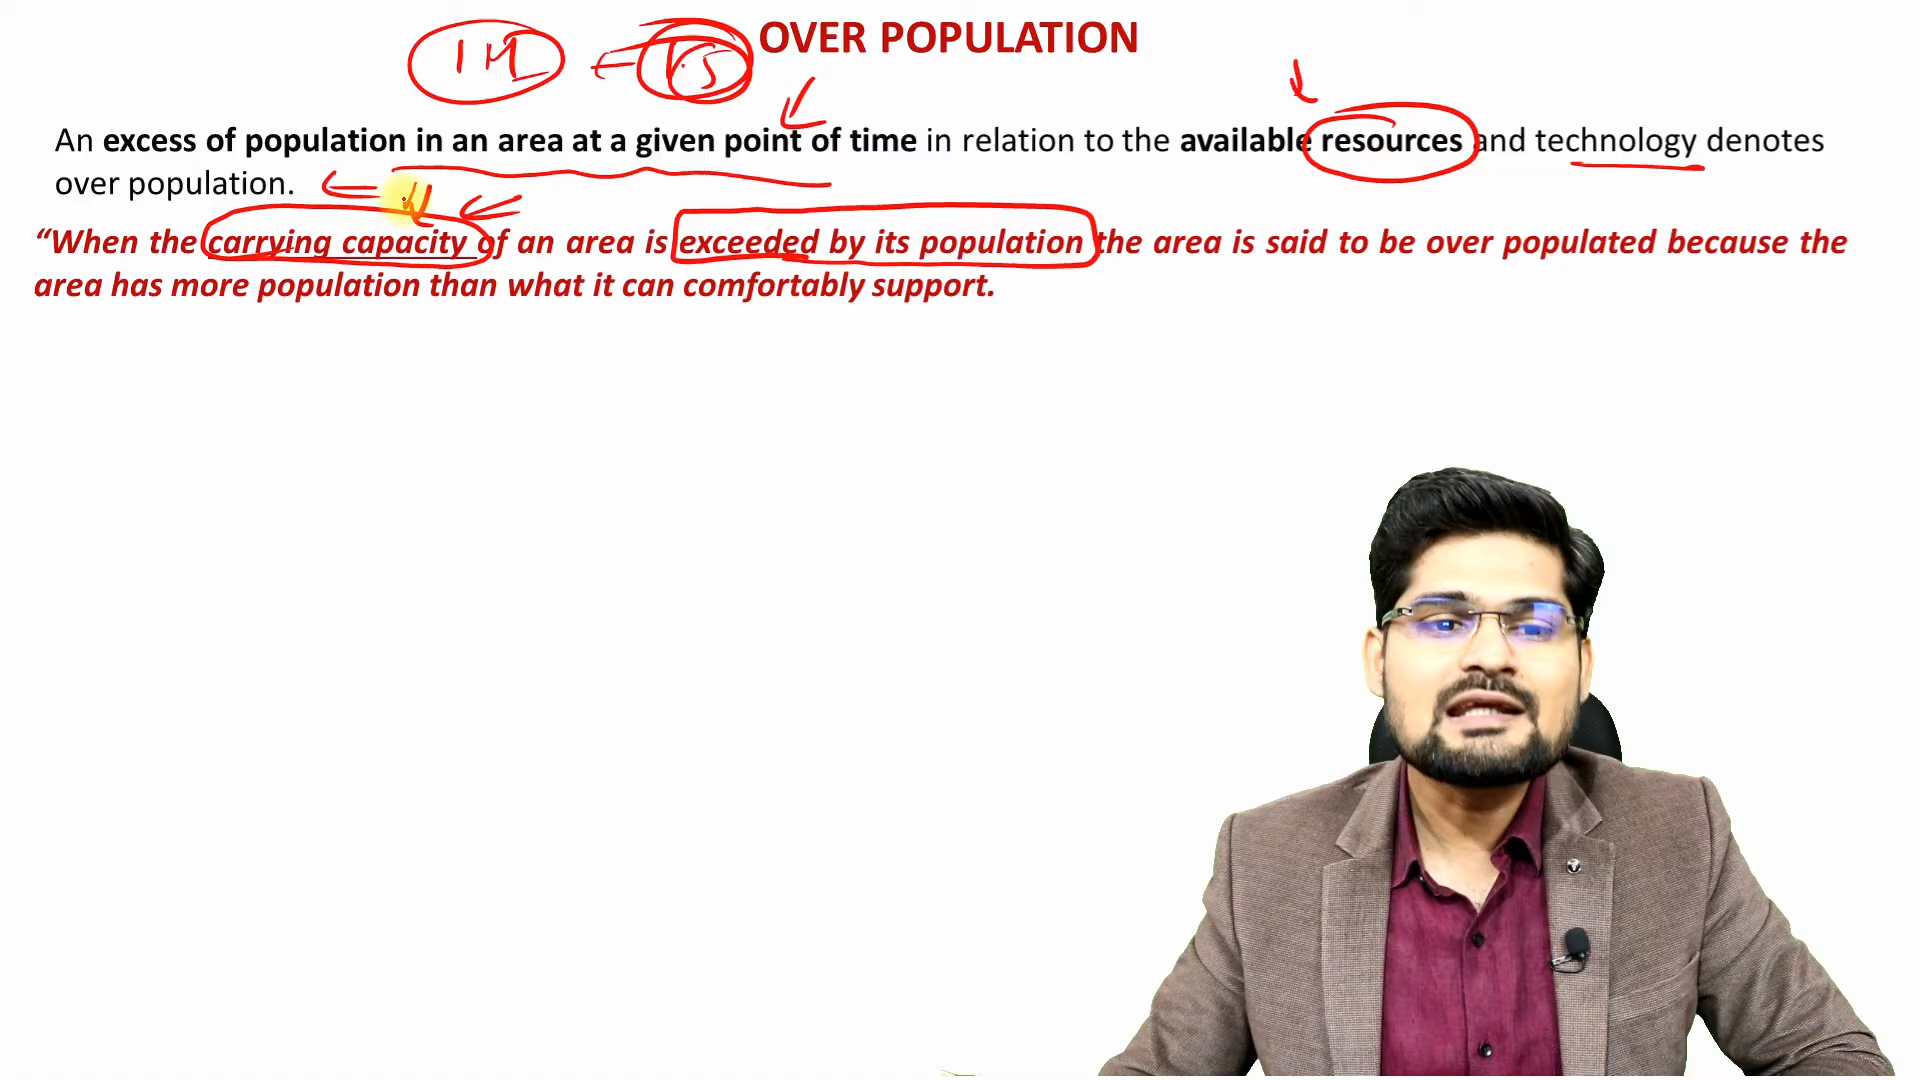 OVER POPULATION
1 M
An excess of population in an area at a given point of time in relation to the available resources and technology denotes
over population.
“When the carrying capacity of an area is exceeded by its population the area is said to be over populated because the
area has more population than what it can comfortably support.